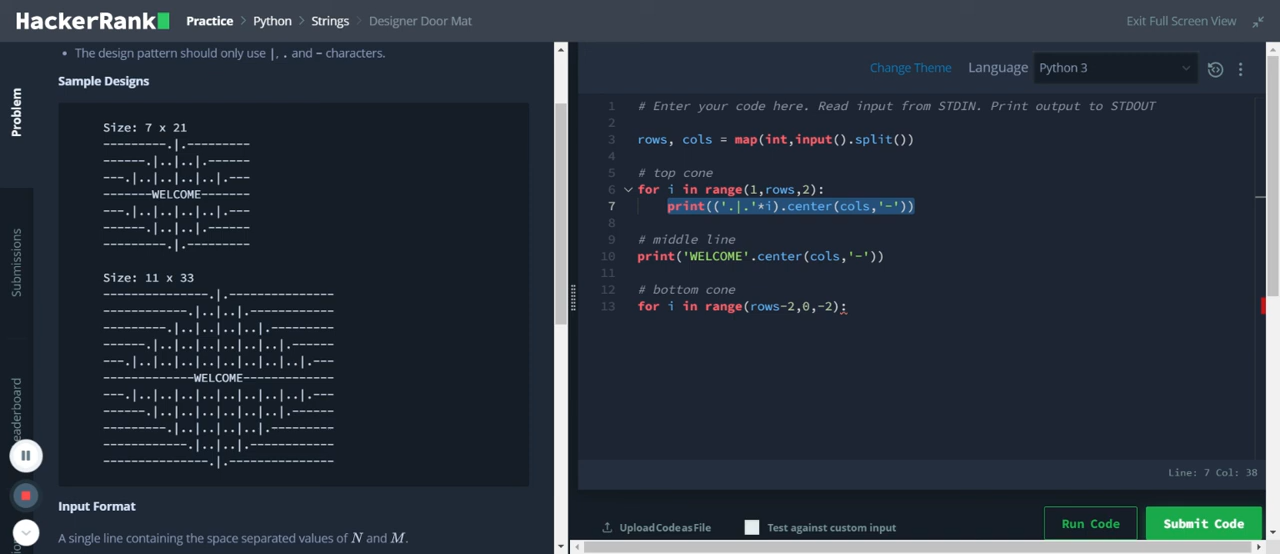 HackerRank
Practice > Python > Strings > Designer Door Mat
Exit Full Screen View
Problem
Submissions
eaderboard
• The design pattern should only use |, . and - characters.
Sample Designs
Size: 7 x 21
---------.|.---------
------.|..|..|.------
---.|..|..|..|..|.---
-------WELCOME-------
---.|..|..|..|..|.---
------.|..|..|.------
---------.|.---------
Size: 11 x 33
---------------.|.---------------
------------.|..|..|.------------
---------.|..|..|..|..|.---------
------.|..|..|..|..|..|..|.------
---.|..|..|..|..|..|..|..|..|.---
-------------WELCOME-------------
---.|..|..|..|..|..|..|..|..|.---
------.|..|..|..|..|..|..|.------
---------.|..|..|..|..|.---------
------------.|..|..|.------------
---------------.|.---------------
Input Format
A single line containing the space separated values of N and M.
Change Theme Language Python 3
1 # Enter your code here. Read input from STDIN. Print output to STDOUT
2
3 rows, cols = map(int,input().split())
4
5 # top cone
6 for i in range(1,rows,2):
7 print(('.|.'*i).center(cols,'-'))
8
9 # middle line
10 print('WELCOME'.center(cols,'-'))
11
12 # bottom cone
13 for i in range(rows-2,0,-2):
Line: 7 Col: 38
Upload Code as File
Test against custom input
Run Code
Submit Code